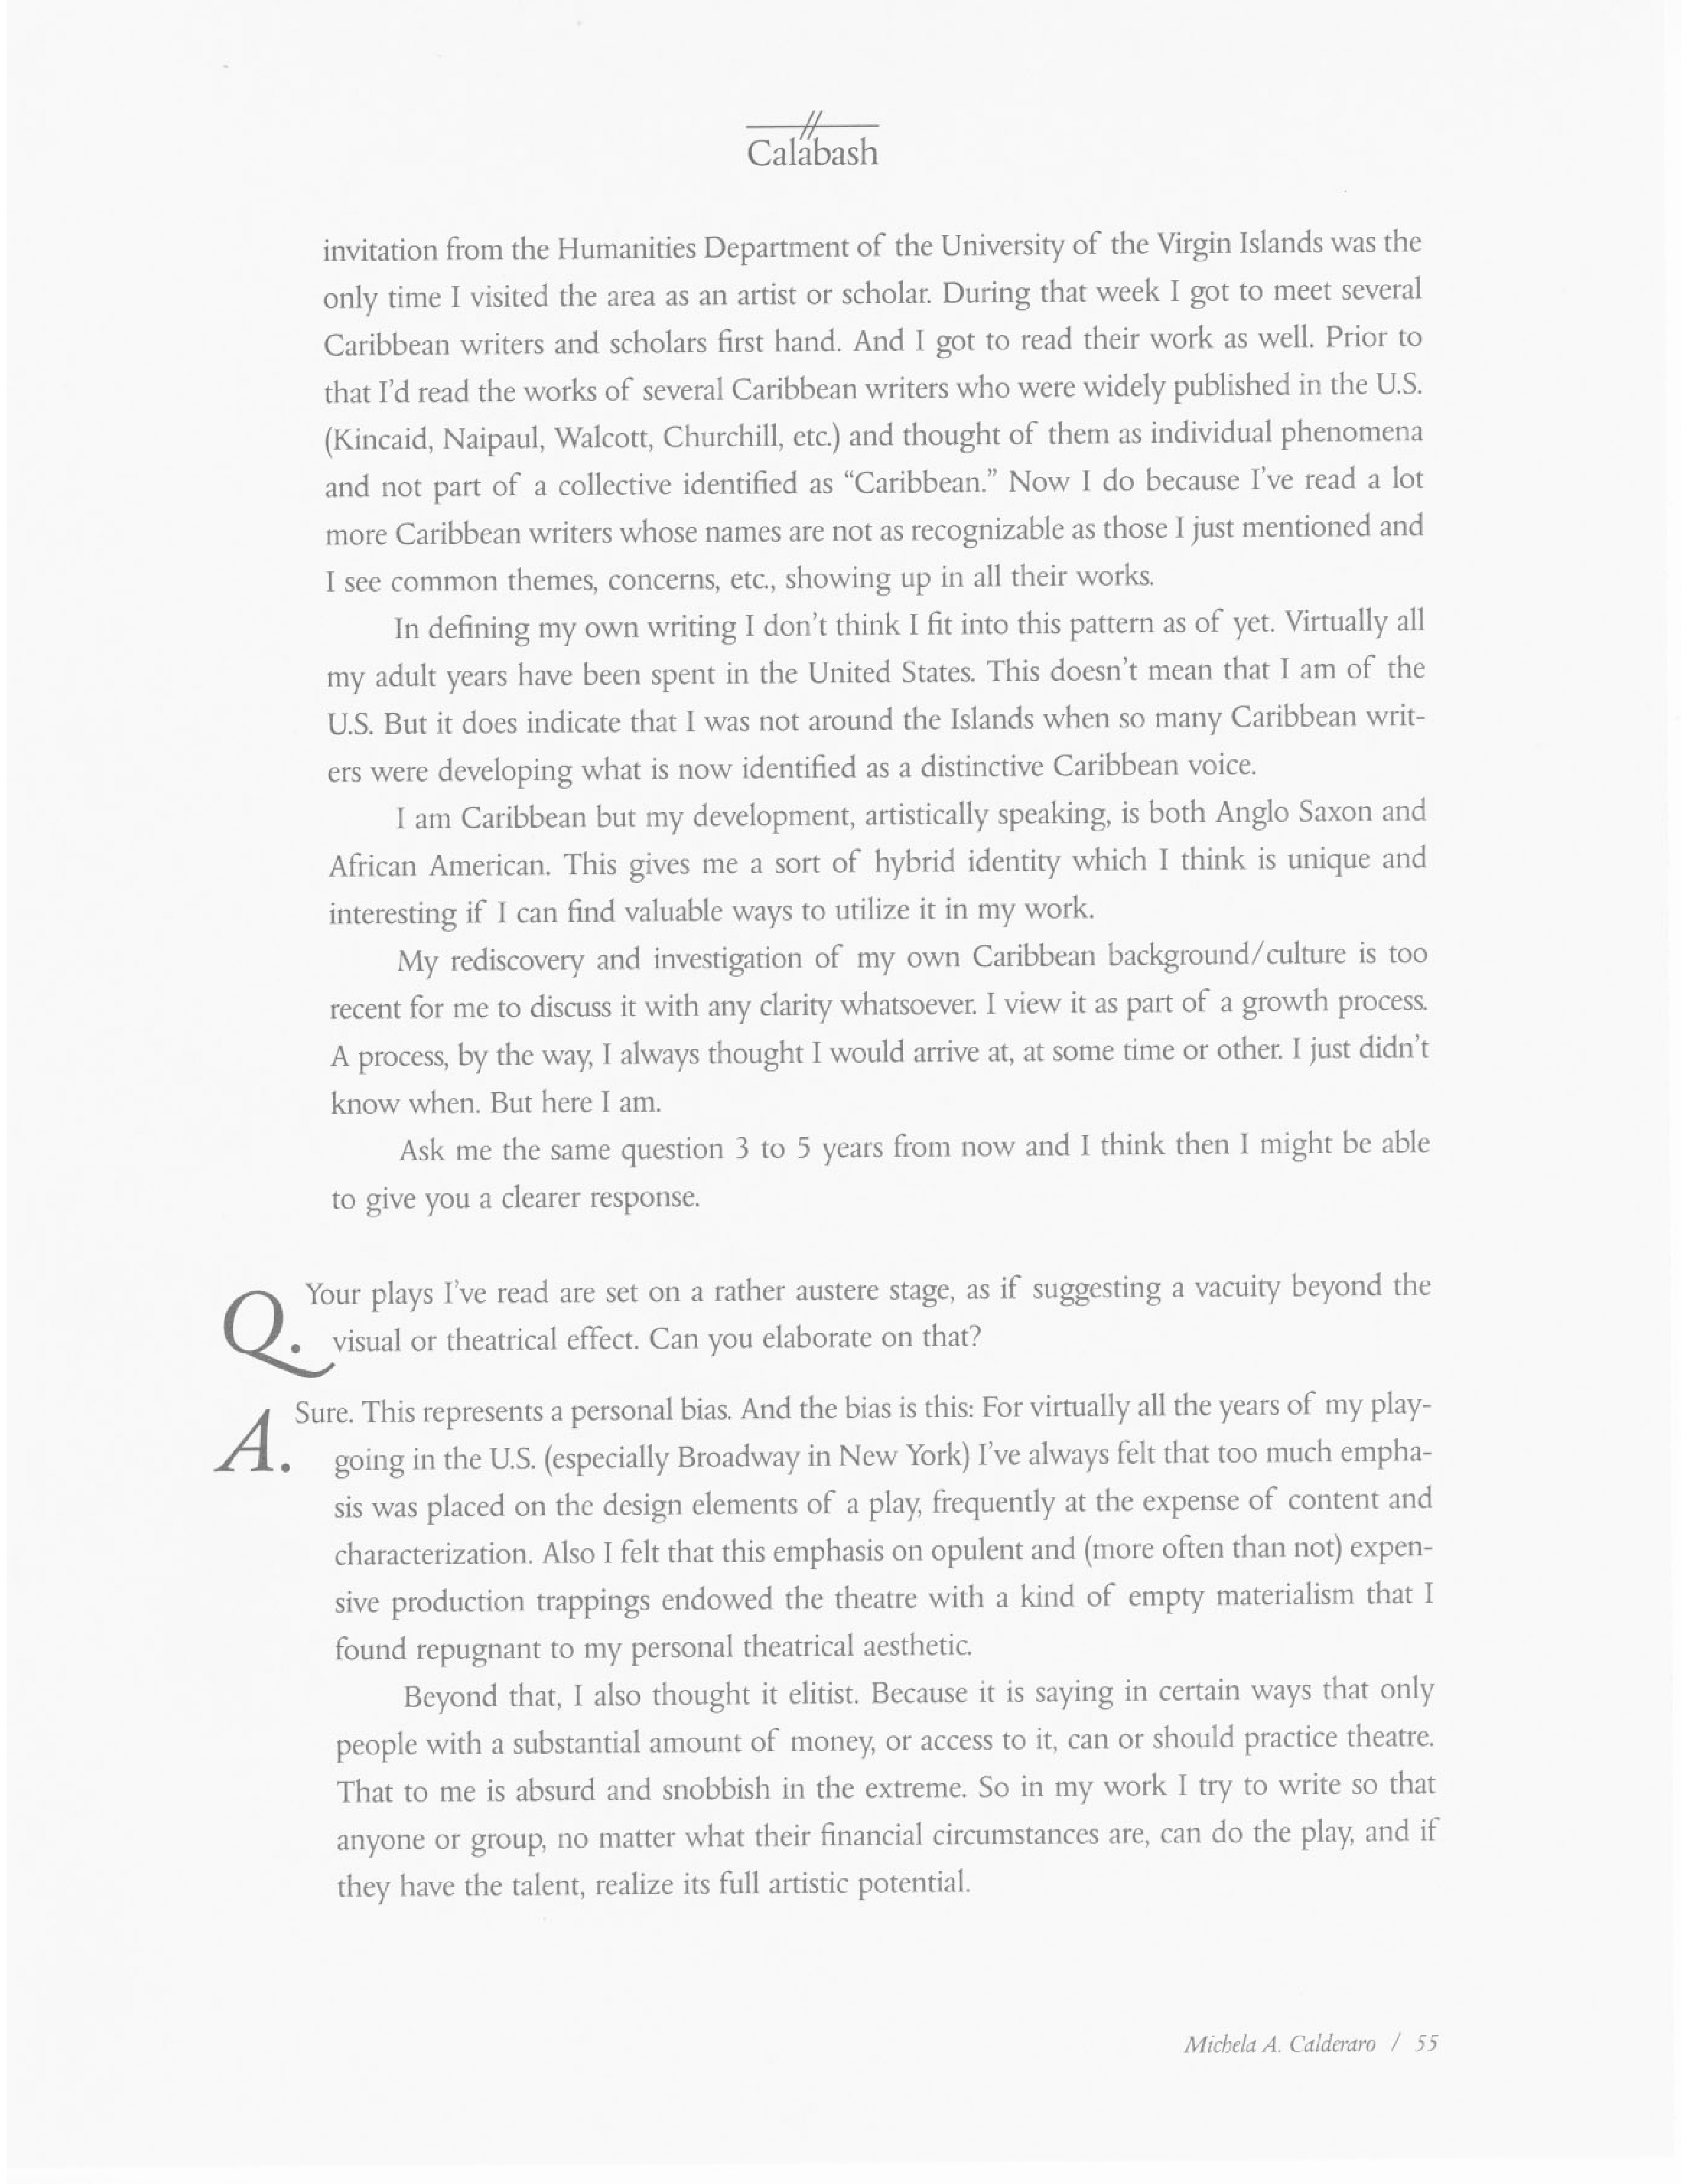 Calabash
invitation from the Humanities Department of the University of the Virgin Islands was the
only time I visited the area as an artist or scholar. During that week I got to meet several
Caribbean writers and scholars first hand. And I got to read their work as well. Prior to
that I'd read the works of several Caribbean writers who were widely published in the U.S.
(Kincaid, Naipaul, Walcott, Churchill, etc.) and thought of them as individual phenomena
and not part of a collective identified as “Caribbean.” Now I do because I've read a lot
more Caribbean writers whose names are not as recognizable as those I just mentioned and
I see common themes, concerns, etc., showing up in all their works.
In defining my own writing I don't think I fit into this pattern as of yet. Virtually all
my adult years have been spent in the United States. This doesn't mean that I am of the
U.S. But it does indicate that I was not around the Islands when so many Caribbean writ-
ers were developing what is now identified as a distinctive Caribbean voice.
I am Caribbean but my development, artistically speaking, is both Anglo Saxon and
African American. This gives me a sort of hybrid identity which I think is unique and
interesting if I can find valuable ways to utilize it in my work.
My rediscovery and investigation of my own Caribbean background/culture is too
recent for me to discuss it with any clarity whatsoever. I view it as part of a growth process.
A process, by the way, I always thought I would arrive at, at some time or other. I just didn't
know when. But here I am.
Ask me the same question 3 to 5 years from now and I think then I might be able
to give you a clearer response.
Q. Your plays I've read are set on a rather austere stage, as if suggesting a vacuity beyond the
visual or theatrical effect. Can you elaborate on that?
A. Sure. This represents a personal bias. And the bias is this: For virtually all the years of my play-
going in the U.S. (especially Broadway in New York) I've always felt that too much empha-
sis was placed on the design elements of a play, frequently at the expense of content and
characterization. Also I felt that this emphasis on opulent and (more often than not) expen-
sive production trappings endowed the theatre with a kind of empty materialism that I
found repugnant to my personal theatrical aesthetic.
Beyond that, I also thought it elitist. Because it is saying in certain ways that only
people with a substantial amount of money, or access to it, can or should practice theatre.
That to me is absurd and snobbish in the extreme. So in my work I try to write so that
anyone or group, no matter what their financial circumstances are, can do the play, and if
they have the talent, realize its full artistic potential.
Michela A. Calderaro / 55